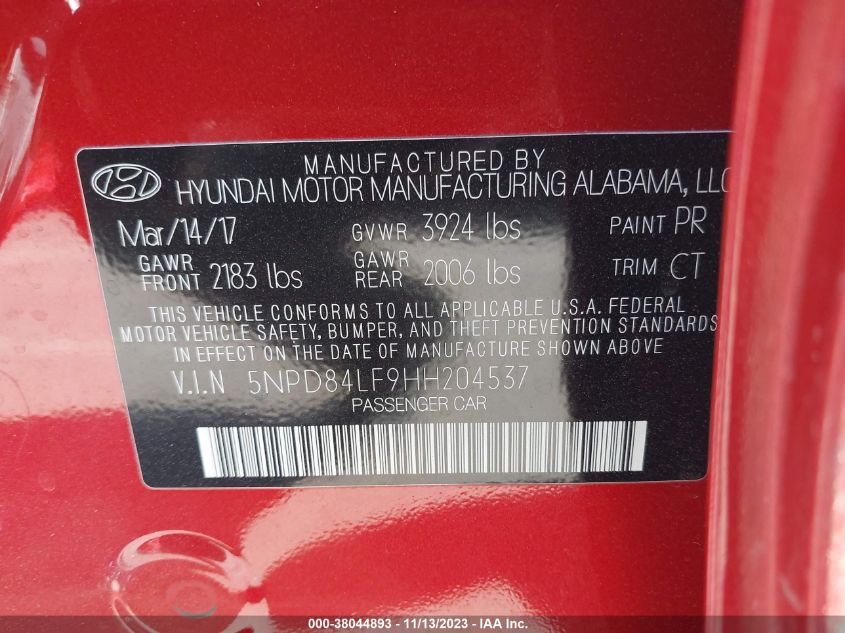 MANUFACTURED BY
HYUNDAI MOTOR MANUFACTURING ALABAMA, LLC
Mar/14/17 GVWR 3924 lbs PAINT PR
GAWR FRONT 2183 lbs GAWR REAR 2006 lbs TRIM CT
THIS VEHICLE CONFORMS TO ALL APPLICABLE U.S.A. FEDERAL
MOTOR VEHICLE SAFETY, BUMPER, AND THEFT PREVENTION STANDARDS
IN EFFECT ON THE DATE OF MANUFACTURE SHOWN ABOVE
V.I.N 5NPD84LF9HH204537
PASSENGER CAR
000-38044893 - 11/13/2023 - IAA Inc.